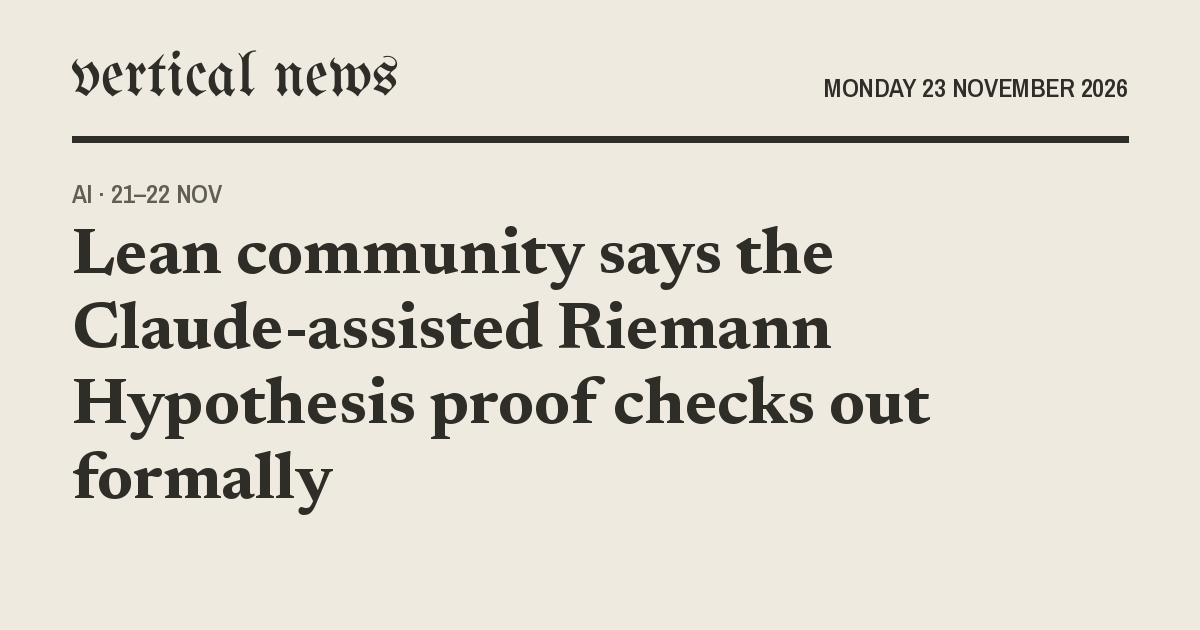 vertical news
MONDAY 23 NOVEMBER 2026
AI · 21–22 NOV
Lean community says the
Claude-assisted Riemann
Hypothesis proof checks out
formally